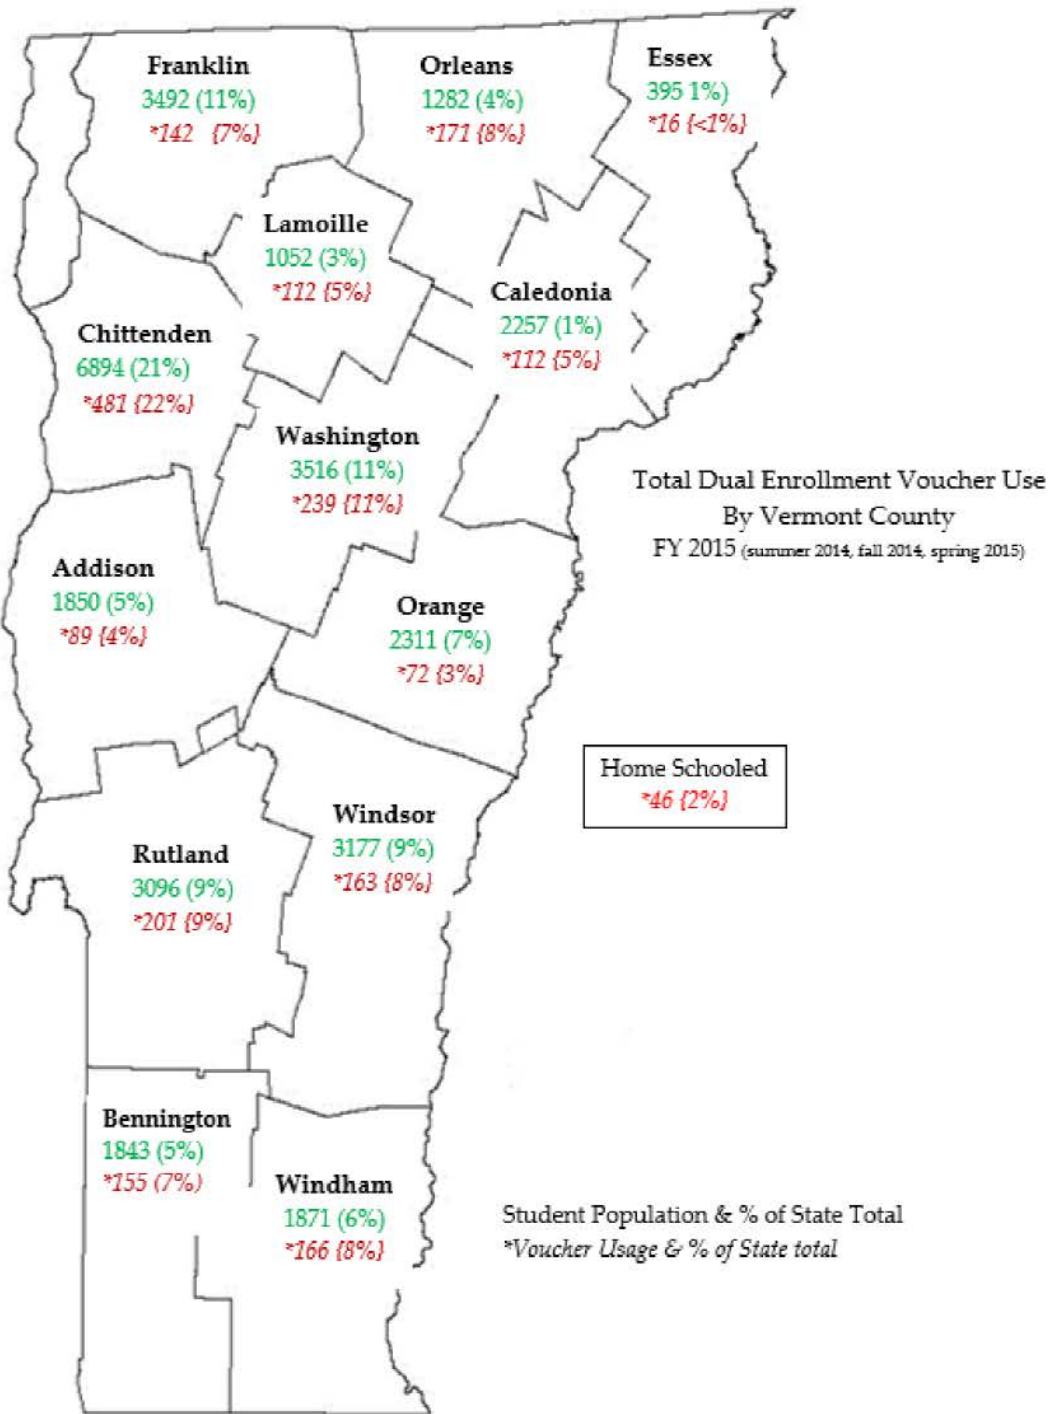 Franklin
3492 (11%)
*142 {7%}
Orleans
1282 (4%)
*171 {8%}
Essex
395 1%)
*16 {<1%}
Lamoille
1052 (3%)
*112 {5%}
Caledonia
2257 (1%)
*112 {5%}
Chittenden
6894 (21%)
*481 {22%}
Washington
3516 (11%)
*239 {11%}
Total Dual Enrollment Voucher Use
By Vermont County
FY 2015 (summer 2014, fall 2014, spring 2015)
Addison
1850 (5%)
*89 {4%}
Orange
2311 (7%)
*72 {3%}
Home Schooled
*46 {2%}
Windsor
3177 (9%)
*163 {8%}
Rutland
3096 (9%)
*201 {9%}
Bennington
1843 (5%)
*155 (7%)
Windham
1871 (6%)
*166 {8%}
Student Population & % of State Total
*Voucher Usage & % of State total